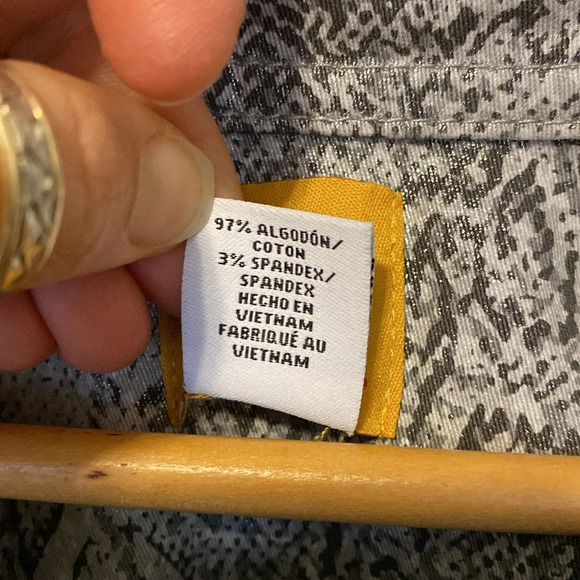 97% ALGODÓN/
COTON
3% SPANDEX/
SPANDEX
HECHO EN
VIETNAM
FABRIQUÉ AU
VIETNAM